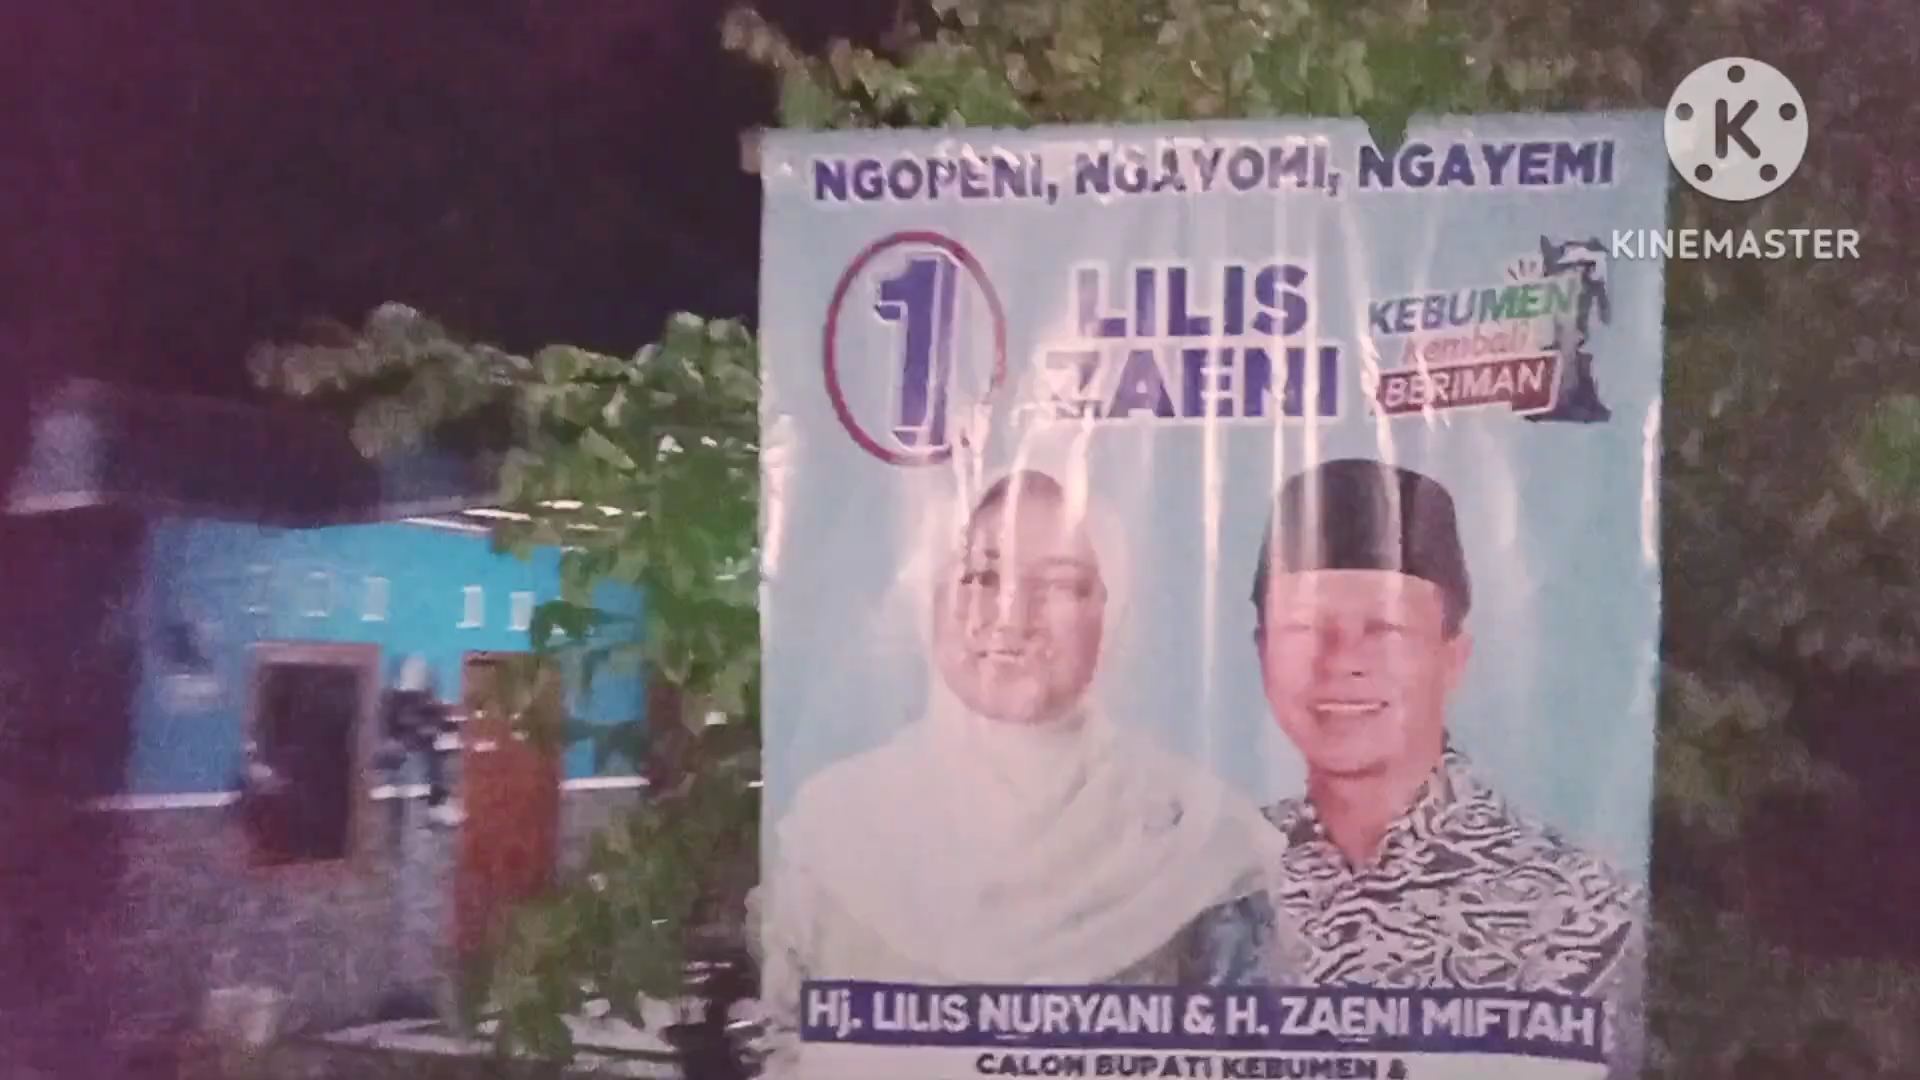 NGOPENI, NGAYOMI, NGAYEMI
1
LILIS
ZAENI
KEBUMEN
Kembali
BERIMAN
Hj. LILIS NURYANI & H. ZAENI MIFTAH
CALON BUPATI KEBUMEN &
K
KINEMASTER